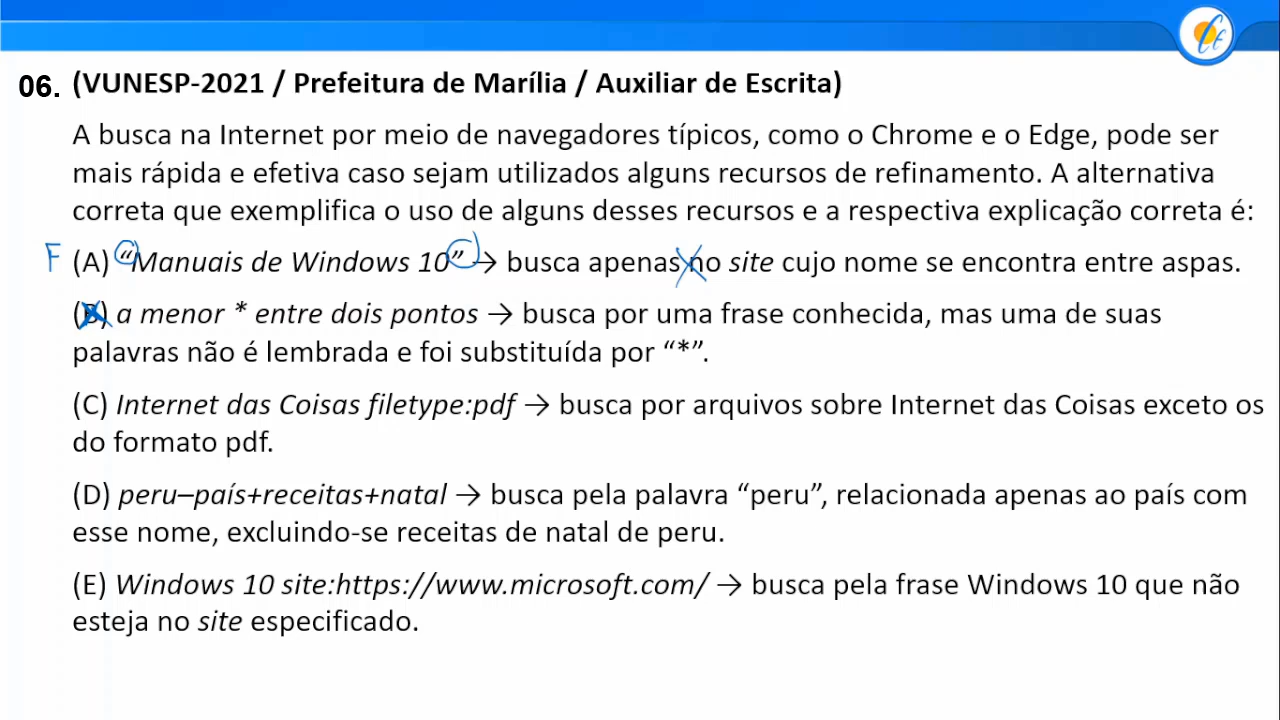 06. (VUNESP-2021 / Prefeitura de Marília / Auxiliar de Escrita)
A busca na Internet por meio de navegadores típicos, como o Chrome e o Edge, pode ser
mais rápida e efetiva caso sejam utilizados alguns recursos de refinamento. A alternativa
correta que exemplifica o uso de alguns desses recursos e a respectiva explicação correta é:
F (A) “Manuais de Windows 10” → busca apenas no site cujo nome se encontra entre aspas.
(B) a menor * entre dois pontos → busca por uma frase conhecida, mas uma de suas
palavras não é lembrada e foi substituída por “*”.
(C) Internet das Coisas filetype:pdf → busca por arquivos sobre Internet das Coisas exceto os
do formato pdf.
(D) peru–país+receitas+natal → busca pela palavra “peru”, relacionada apenas ao país com
esse nome, excluindo-se receitas de natal de peru.
(E) Windows 10 site:https://www.microsoft.com/ → busca pela frase Windows 10 que não
esteja no site especificado.